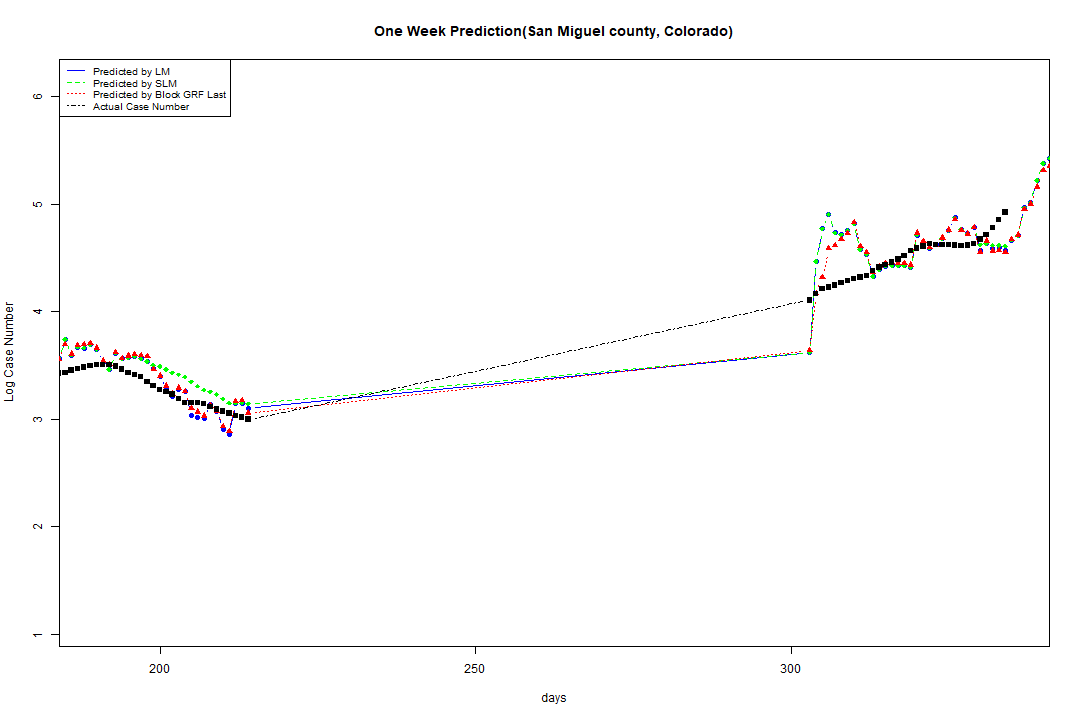 One Week Prediction(San Miguel county, Colorado)
Predicted by LM
Predicted by SLM
Predicted by Block GRF Last
Actual Case Number
6
5
4
3
2
1
Log Case Number
200
250
300
days